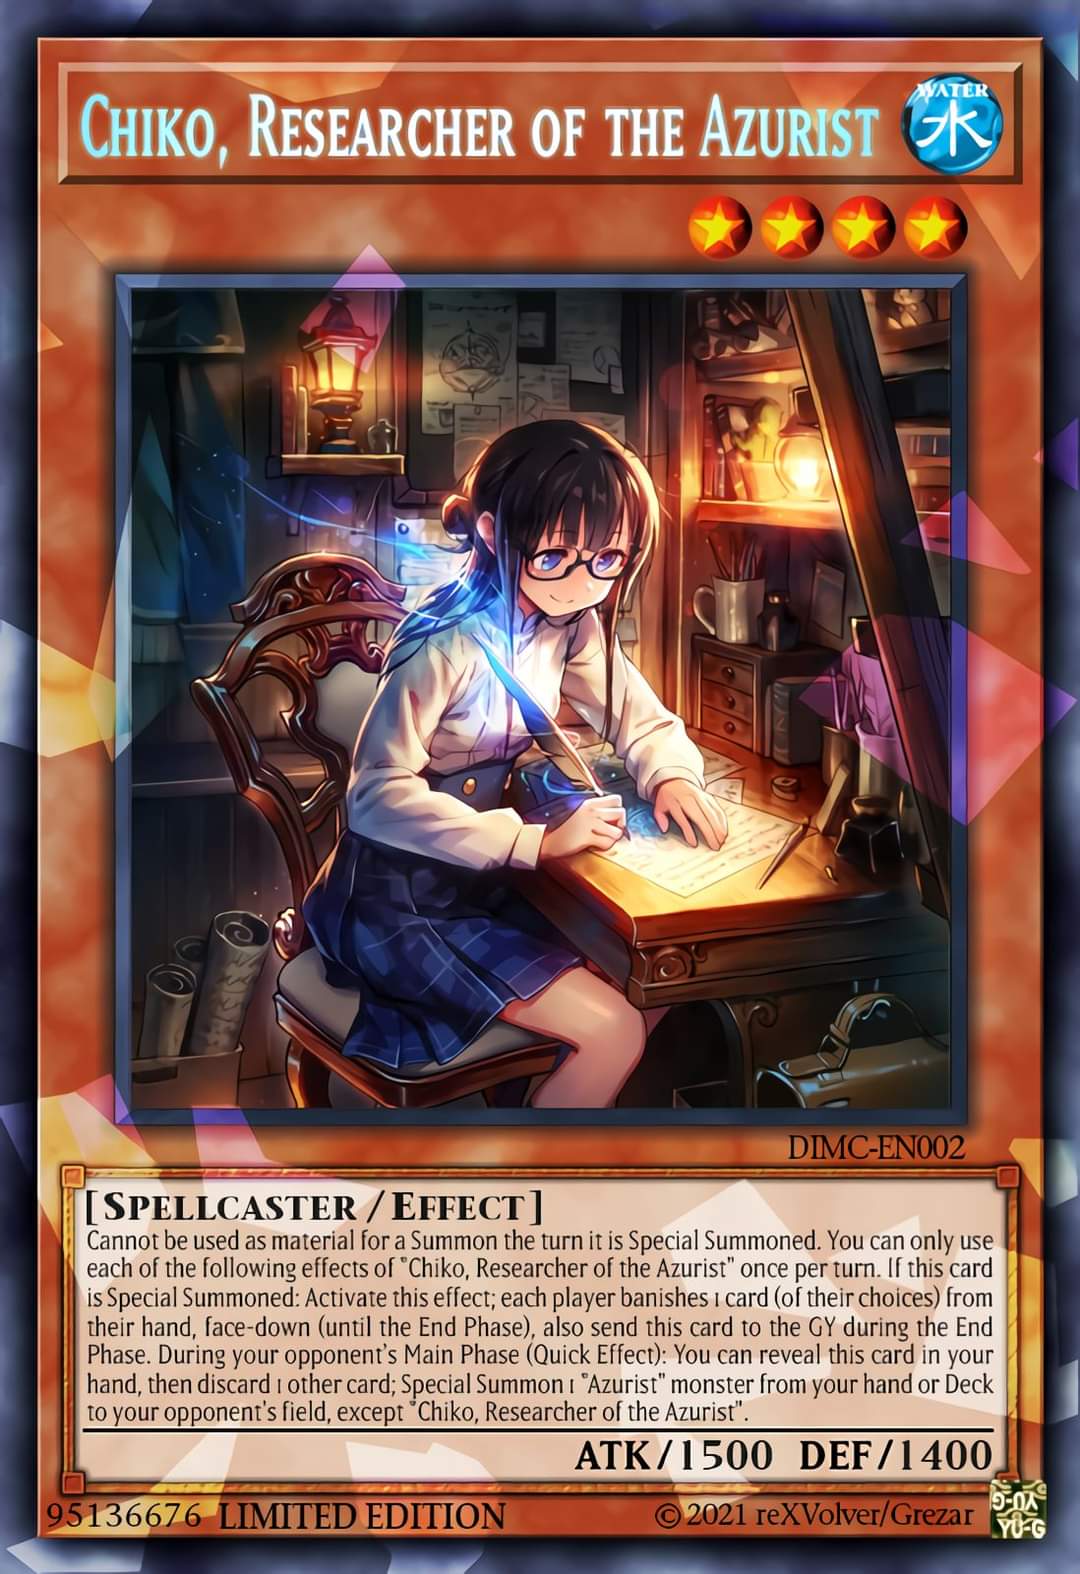 Chiko, Researcher of the Azurist
WATER
水
DIMC-EN002
[Spellcaster / Effect]
Cannot be used as material for a Summon the turn it is Special Summoned. You can only use
each of the following effects of "Chiko, Researcher of the Azurist" once per turn. If this card
is Special Summoned: Activate this effect; each player banishes 1 card (of their choices) from
their hand, face-down (until the End Phase), also send this card to the GY during the End
Phase. During your opponent's Main Phase (Quick Effect): You can reveal this card in your
hand, then discard 1 other card; Special Summon 1 "Azurist" monster from your hand or Deck
to your opponent's field, except "Chiko, Researcher of the Azurist".
ATK/1500 DEF/1400
95136676 LIMITED EDITION
© 2021 reXVolver/Grezar